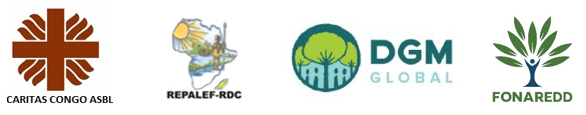 CARITAS CONGO ASBL
REPALEF-RDC
DGM
GLOBAL
FONAREDD